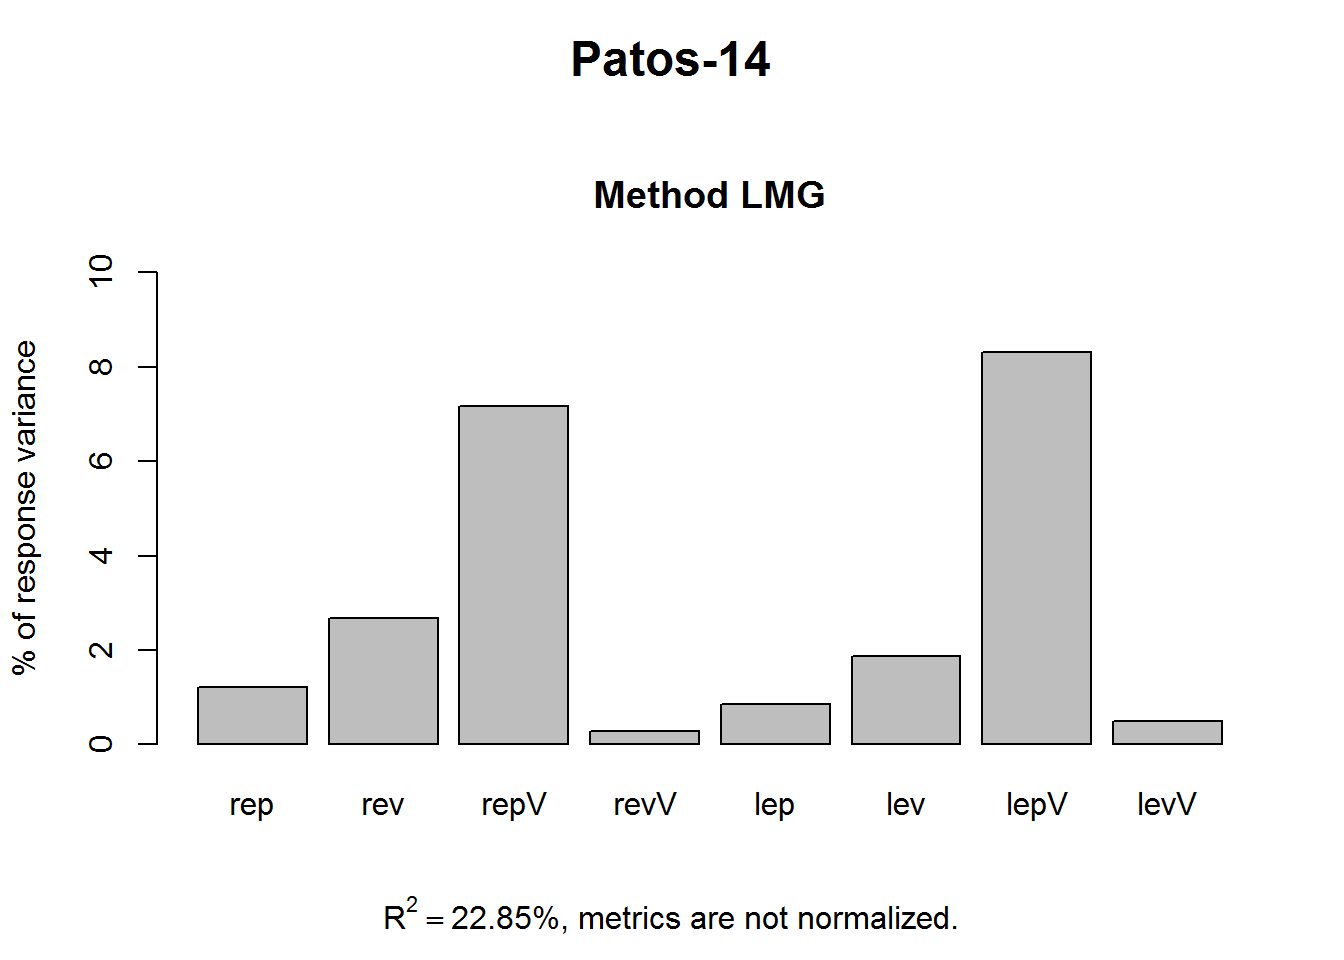 Patos-14
Method LMG
% of response variance
10
8
6
4
2
0
rep rev repV revV lep lev lepV levV
R² = 22.85%, metrics are not normalized.